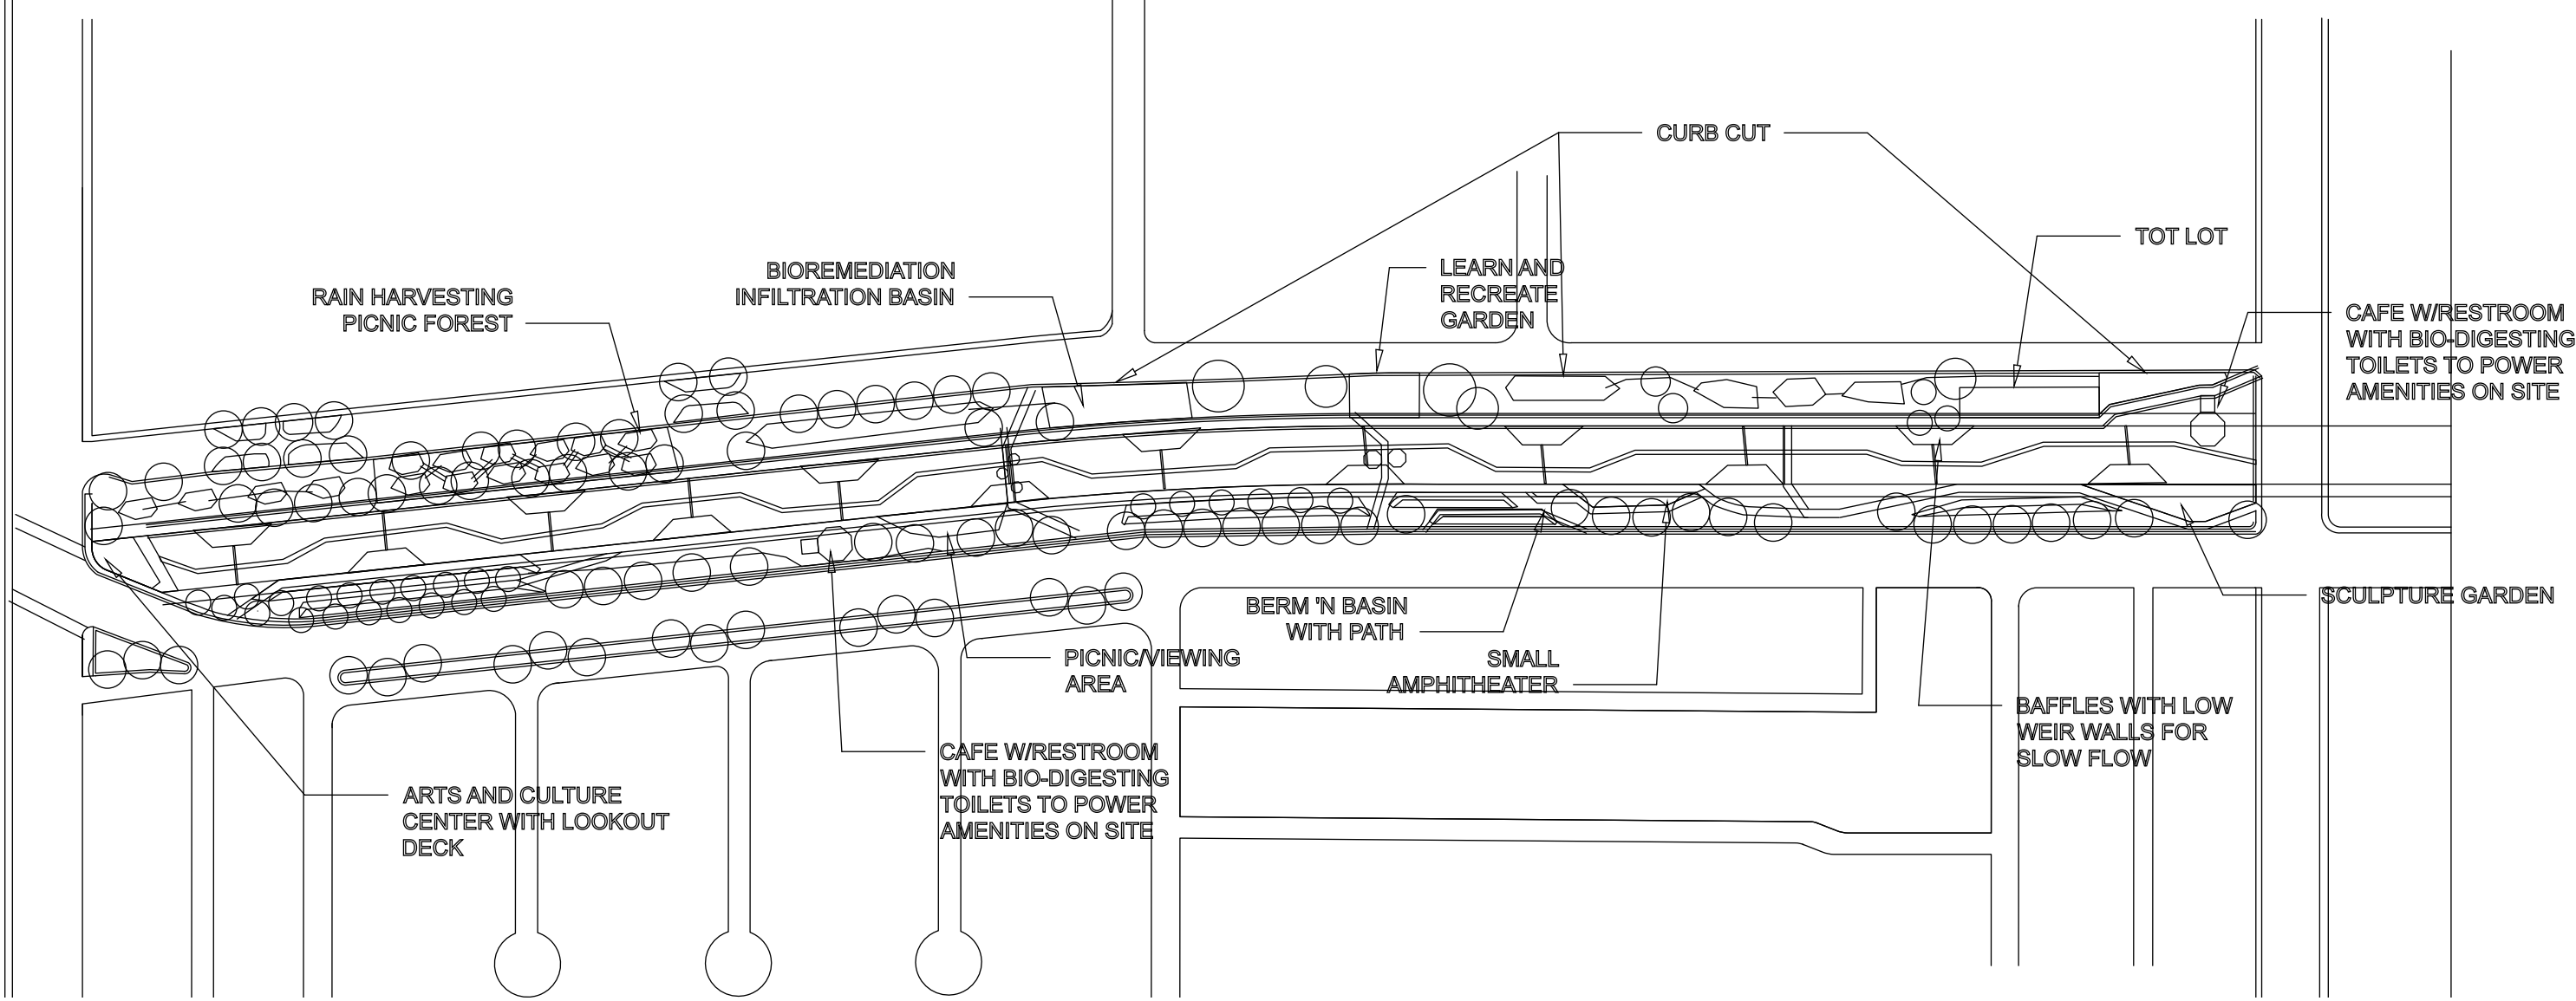 CURB CUT
TOT LOT
BIOREMEDIATION
INFILTRATION BASIN
LEARN AND
RECREATE
GARDEN
RAIN HARVESTING
PICNIC FOREST
CAFE W/RESTROOM
WITH BIO-DIGESTING
TOILETS TO POWER
AMENITIES ON SITE
SCULPTURE GARDEN
BERM 'N BASIN
WITH PATH
PICNIC/VIEWING
AREA
SMALL
AMPHITHEATER
BAFFLES WITH LOW
WEIR WALLS FOR
SLOW FLOW
CAFE W/RESTROOM
WITH BIO-DIGESTING
TOILETS TO POWER
AMENITIES ON SITE
ARTS AND CULTURE
CENTER WITH LOOKOUT
DECK